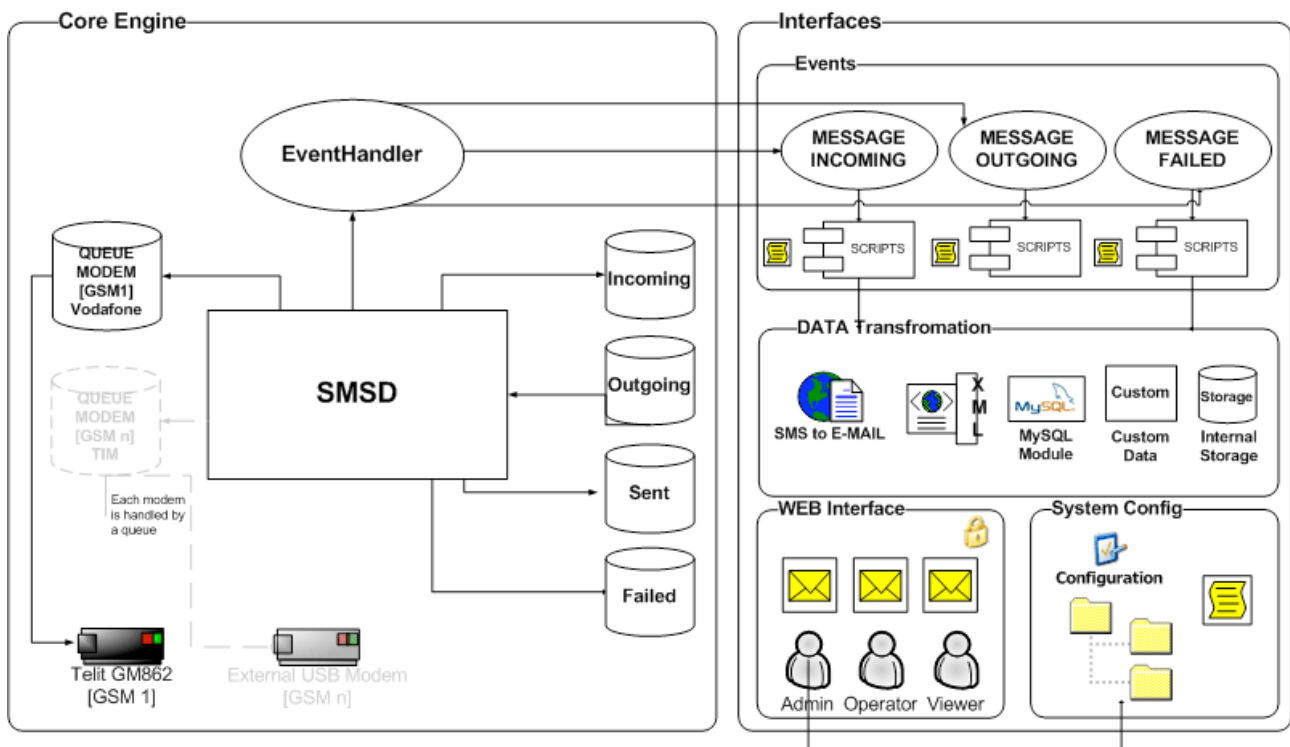 Core Engine
EventHandler
QUEUE
MODEM
[GSM1]
Vodafone
QUEUE
MODEM
[GSM n]
TIM
Each modem
is handled by
a queue
SMSD
Incoming
Outgoing
Sent
Failed
Telit GM862
[GSM 1]
External USB Modem
[GSM n]
Interfaces
Events
MESSAGE
INCOMING
MESSAGE
OUTGOING
MESSAGE
FAILED
SCRIPTS
SCRIPTS
SCRIPTS
DATA Transfromation
SMS to E-MAIL
XML
MySQL
MySQL
Module
Custom
Custom
Data
Storage
Internal
Storage
WEB Interface
Admin
Operator
Viewer
System Config
Configuration